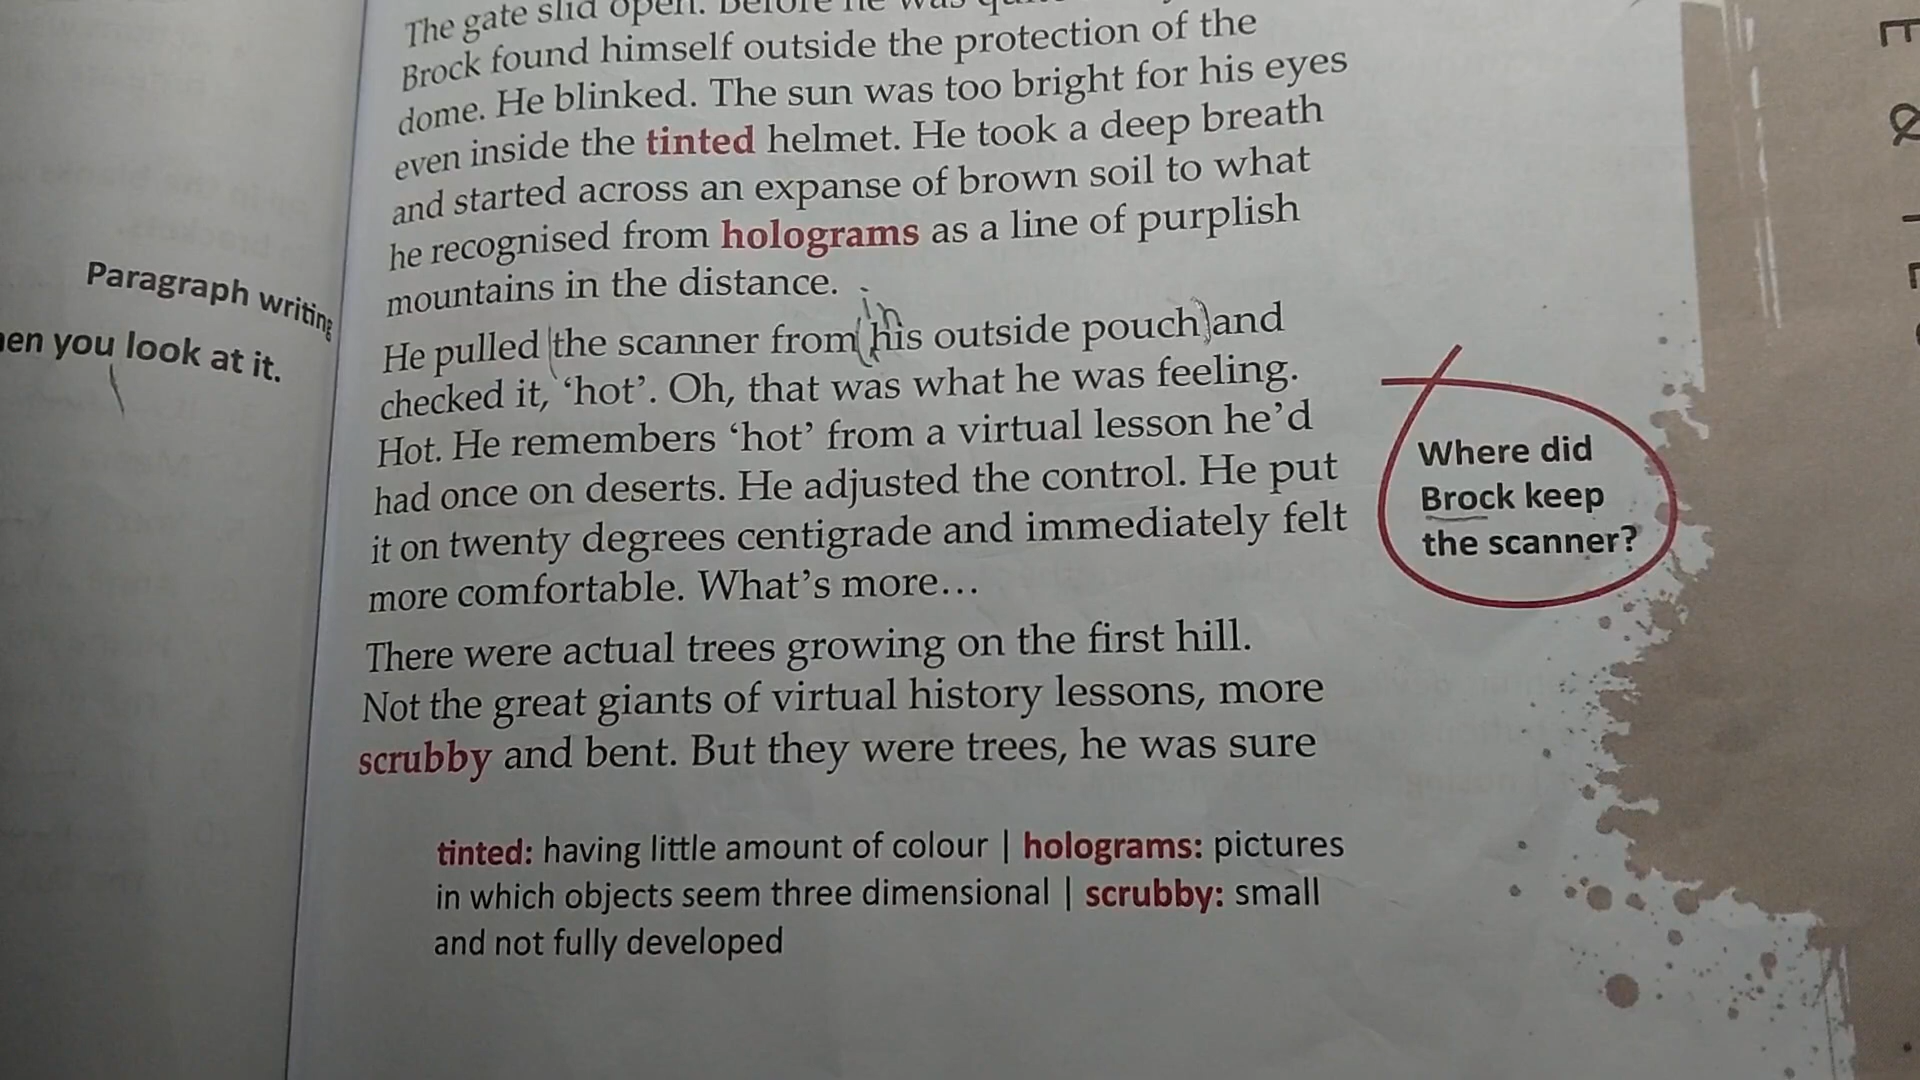 Paragraph writing
you look at it.
The gate slid open. Before he was
Brock found himself outside the protection of the
dome. He blinked. The sun was too bright for his eyes
even inside the tinted helmet. He took a deep breath
and started across an expanse of brown soil to what
he recognised from holograms as a line of purplish
mountains in the distance.
in
He pulled the scanner from his outside pouch and
checked it, ‘hot’. Oh, that was what he was feeling.
Hot. He remembers ‘hot’ from a virtual lesson he’d
had once on deserts. He adjusted the control. He put
it on twenty degrees centigrade and immediately felt
more comfortable. What’s more...
There were actual trees growing on the first hill.
Not the great giants of virtual history lessons, more
scrubby and bent. But they were trees, he was sure
Where did
Brock keep
the scanner?
tinted: having little amount of colour | holograms: pictures
in which objects seem three dimensional | scrubby: small
and not fully developed